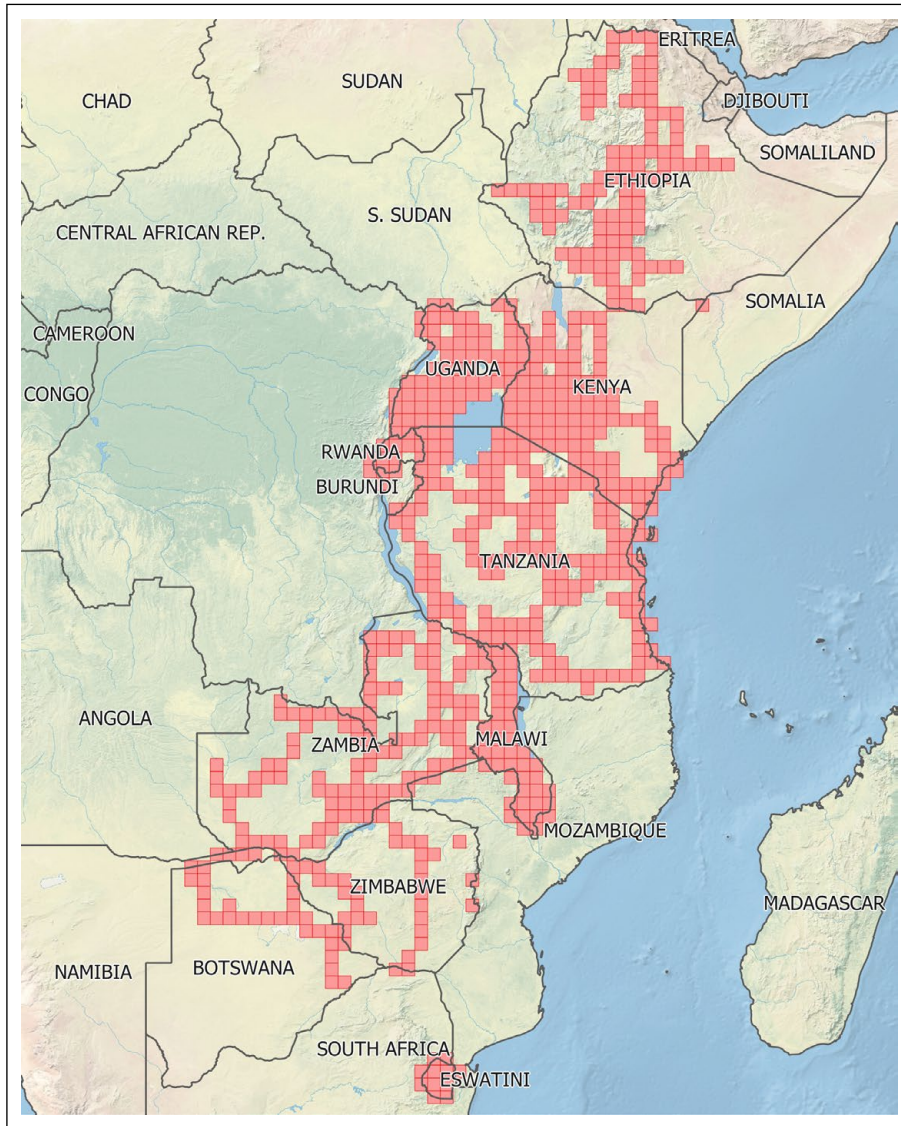 ERITREA
SUDAN
CHAD
DJIBOUTI
SOMALILAND
ETHIOPIA
S. SUDAN
CENTRAL AFRICAN REP.
SOMALIA
CAMEROON
UGANDA
KENYA
CONGO
RWANDA
BURUNDI
TANZANIA
ANGOLA
MALAWI
ZAMBIA
MOZAMBIQUE
ZIMBABWE
MADAGASCAR
NAMIBIA
BOTSWANA
SOUTH AFRICA
ESWATINI